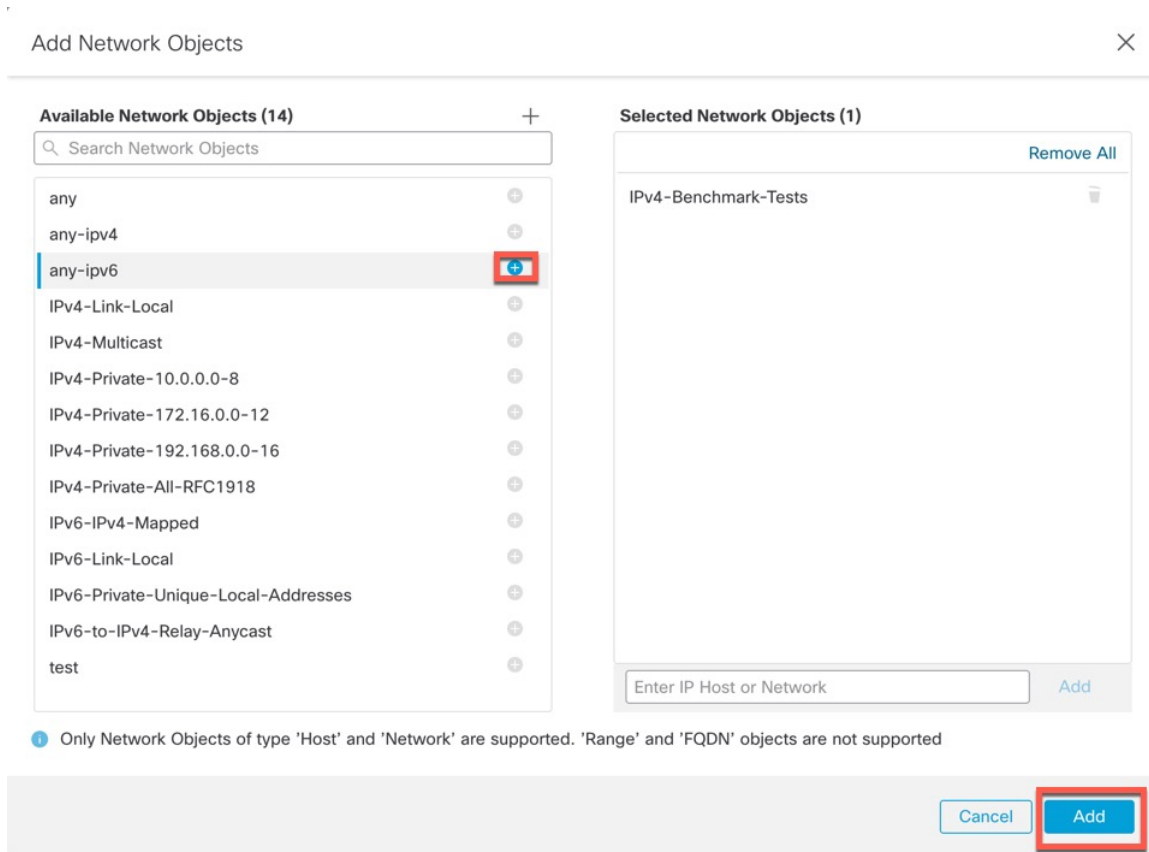 Add Network Objects
Available Network Objects (14)
Search Network Objects
any
any-ipv4
any-ipv6
IPv4-Link-Local
IPv4-Multicast
IPv4-Private-10.0.0.0-8
IPv4-Private-172.16.0.0-12
IPv4-Private-192.168.0.0-16
IPv4-Private-All-RFC1918
IPv6-IPv4-Mapped
IPv6-Link-Local
IPv6-Private-Unique-Local-Addresses
IPv6-to-IPv4-Relay-Anycast
test
Selected Network Objects (1)
Remove All
IPv4-Benchmark-Tests
Enter IP Host or Network
Add
Only Network Objects of type 'Host' and 'Network' are supported. 'Range' and 'FQDN' objects are not supported
Cancel
Add